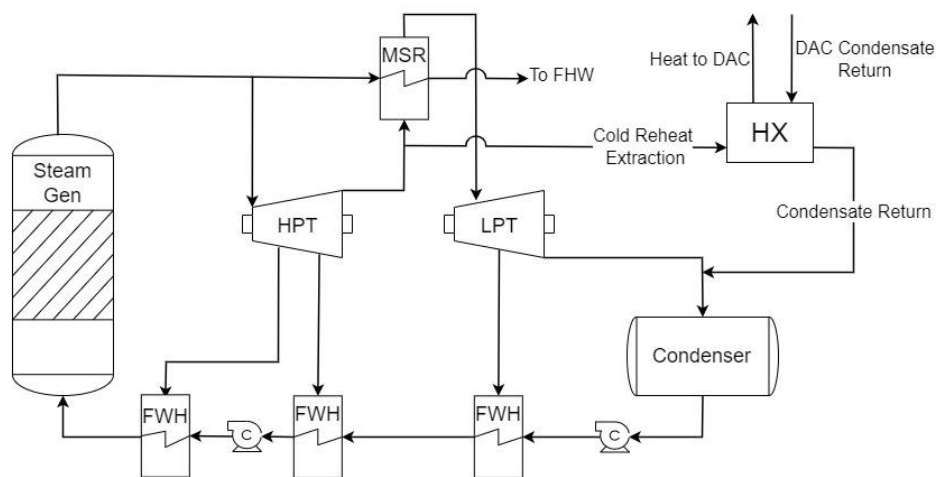 MSR
To FHW
Heat to DAC
DAC Condensate
Return
HX
Cold Reheat
Extraction
Steam
Gen
HPT
LPT
Condensate Return
Condenser
FWH
C
FWH
FWH
C